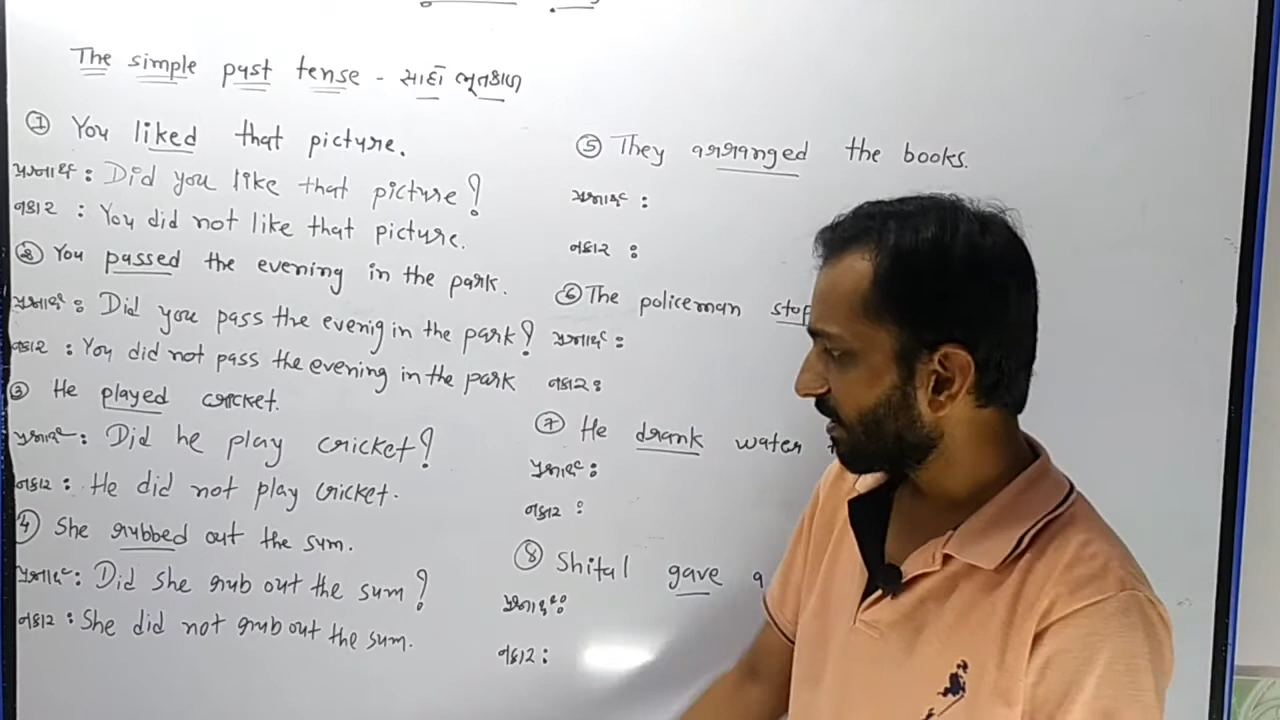 The simple past tense - સાદો ભૂતકાળ
① You liked that picture.
પ્રશ્નાર્થ : Did you like that picture?
નકાર : You did not like that picture.
② You passed the evening in the park.
પ્રશ્નાર્થ : Did you pass the evenig in the park?
નકાર : You did not pass the evening in the park
③ He played cricket.
પ્રશ્નાર્થ : Did he play cricket?
નકાર : He did not play cricket.
④ She rubbed out the sum.
પ્રશ્નાર્થ : Did she rub out the sum?
નકાર : She did not rub out the sum.
⑤ They arranged the books.
પ્રશ્નાર્થ :
નકાર :
⑥ The policeman
પ્રશ્નાર્થ :
નકાર :
⑦ He drank water
પ્રશ્નાર્થ :
નકાર :
⑧ Shital gave a
પ્રશ્નાર્થ :
નકાર :